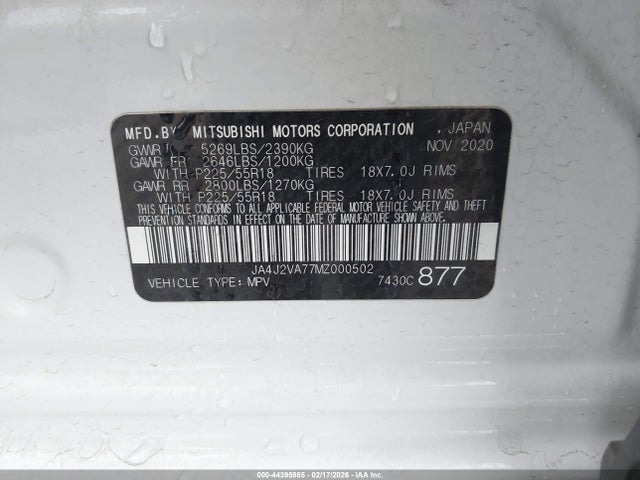 MFD.BY MITSUBISHI MOTORS CORPORATION , JAPAN
GVWR 5269LBS/2390KG NOV 2020
GAWR FR 2646LBS/1200KG
WITH P225/55R18 TIRES 18X7.0J RIMS
GAWR RR 2800LBS/1270KG
WITH P225/55R18 TIRES 18X7.0J RIMS
THIS VEHICLE CONFORMS TO ALL APPLICABLE FEDERAL MOTOR VEHICLE SAFETY AND THEFT
PREVENTION STANDARDS IN EFFECT ON THE DATE OF MANUFACTURE SHOWN ABOVE.
JA4J2VA77MZ000502
VEHICLE TYPE: MPV 7430C 877
000-44395985 - 02/17/2026 - IAA Inc.